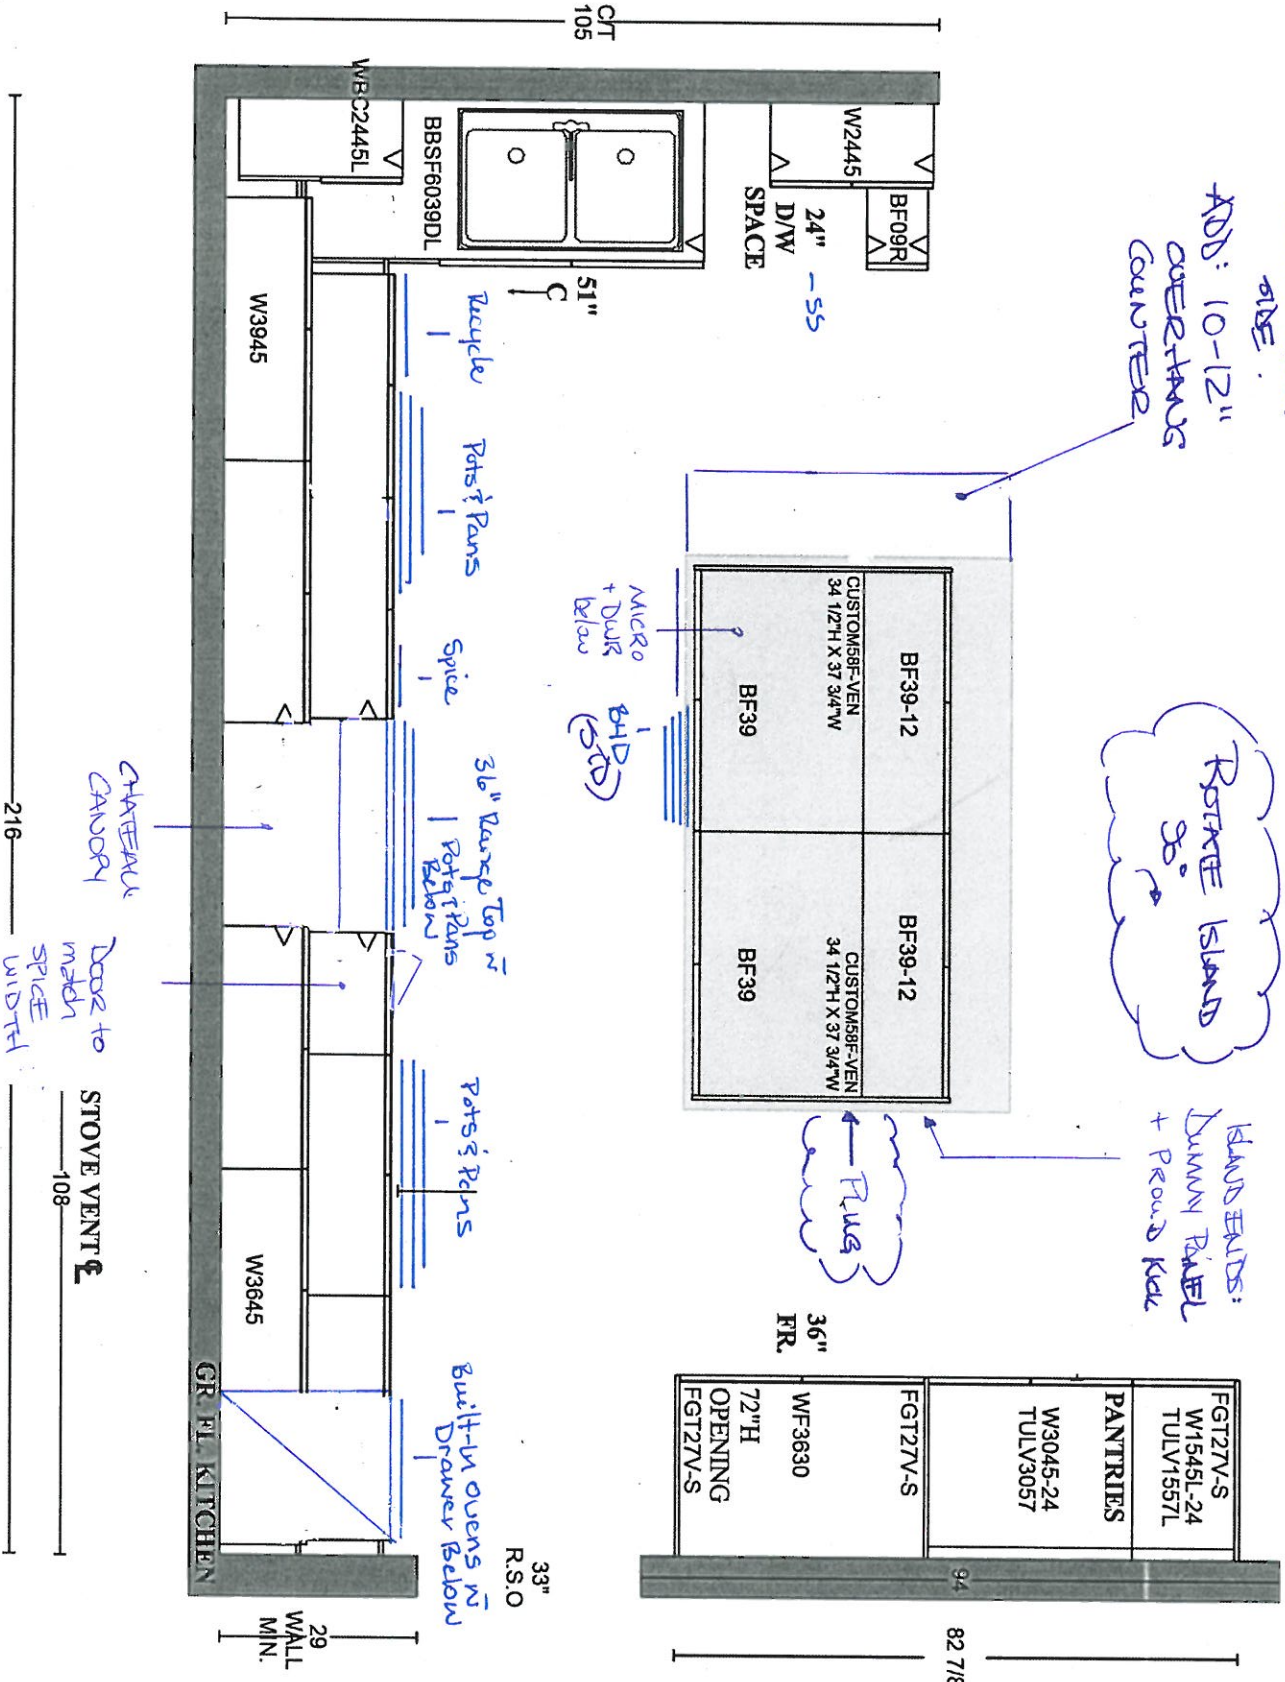 C/T
105
WBC2445L
BBSF6039DL
W2445
BF09R
24"
D/W
SPACE
- SS
51"
C
SIDE.
-ADD: 10-12"
OVERHANG
COUNTER
W3945
Recycle
Pots & Pans
Spice
36" Range Top w
Pots & Pans
Below
Pots & Pans
Built-in ovens w
Drawer Below
CUSTOM58F-VEN
34 1/2"H X 37 3/4"W
BF39-12
BF39
CUSTOM58F-VEN
34 1/2"H X 37 3/4"W
BF39-12
BF39
MICRO
+ DWR
below
B4D
(STD)
ROTATE ISLAND
90°
ISLAND ENDS:
DUMMY PANEL
+ PROUD KICK
PLUG
36"
FR.
FGT27V-S
W1545L-24
TULV1557L
PANTRIES
W3045-24
TULV3057
FGT27V-S
WF3630
72"H
OPENING
FGT27V-S
94
82 7/8
33"
R.S.O
29
WALL
MIN.
W3645
GR. FL. KITCHEN
CHATEAU
CANOPY
DOOR to
match
SPICE
WIDTH
STOVE VENT CL
108
216